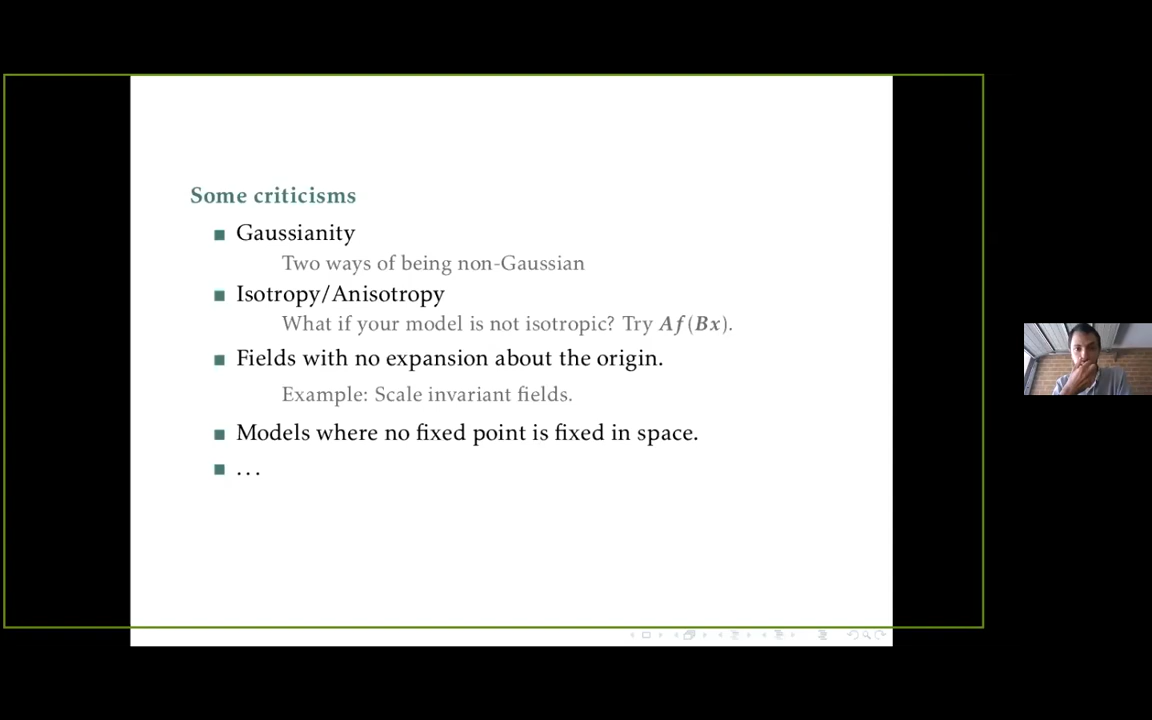 Some criticisms
Gaussianity
Two ways of being non-Gaussian
Isotropy/Anisotropy
What if your model is not isotropic? Try Af(Bx).
Fields with no expansion about the origin.
Example: Scale invariant fields.
Models where no fixed point is fixed in space.
...